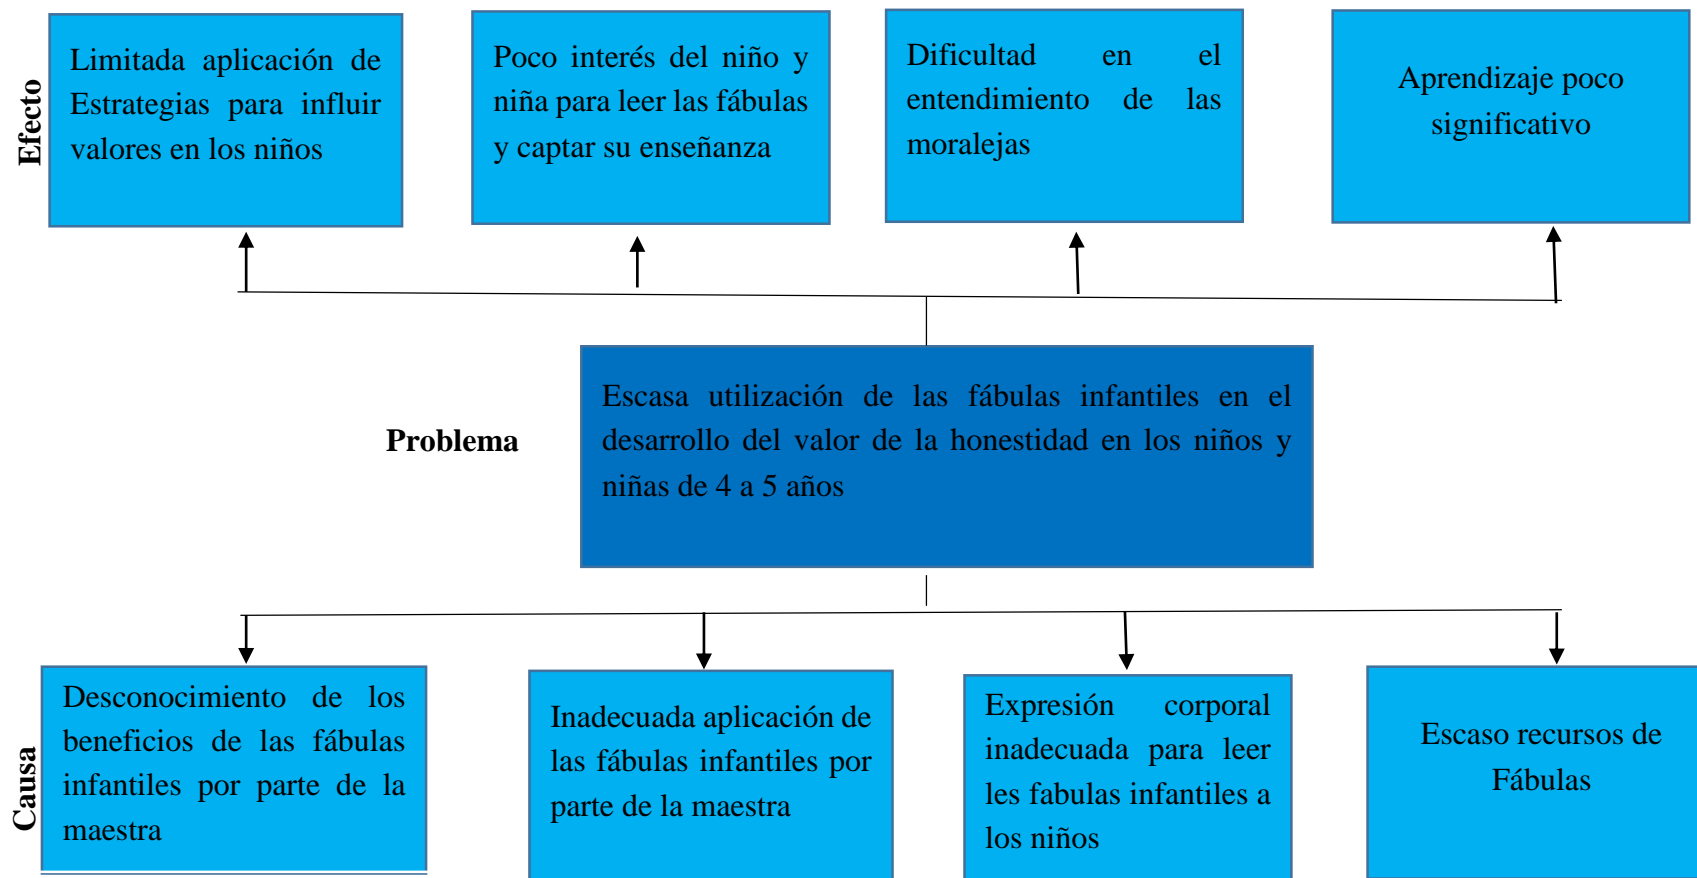 Efecto
Limitada aplicación de
Estrategias para influir
valores en los niños
Poco interés del niño y
niña para leer las fábulas
y captar su enseñanza
Dificultad en el
entendimiento de las
moralejas
Aprendizaje poco
significativo
Problema
Escasa utilización de las fábulas infantiles en el
desarrollo del valor de la honestidad en los niños y
niñas de 4 a 5 años
Causa
Desconocimiento de los
beneficios de las fábulas
infantiles por parte de la
maestra
Inadecuada aplicación de
las fábulas infantiles por
parte de la maestra
Expresión corporal
inadecuada para leer
les fabulas infantiles a
los niños
Escaso recursos de
Fábulas